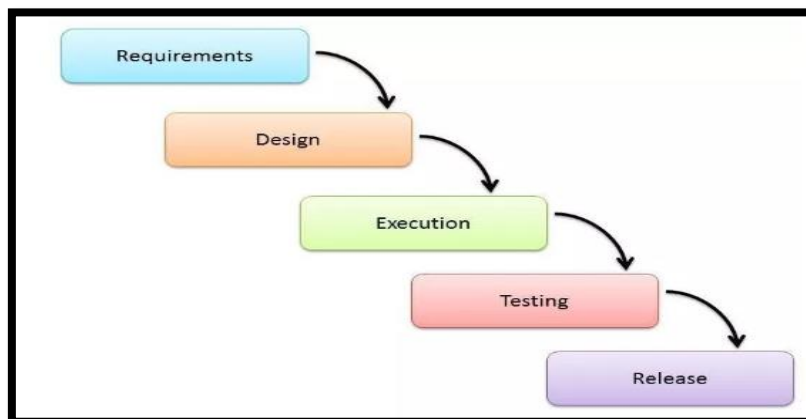 Requirements
Design
Execution
Testing
Release